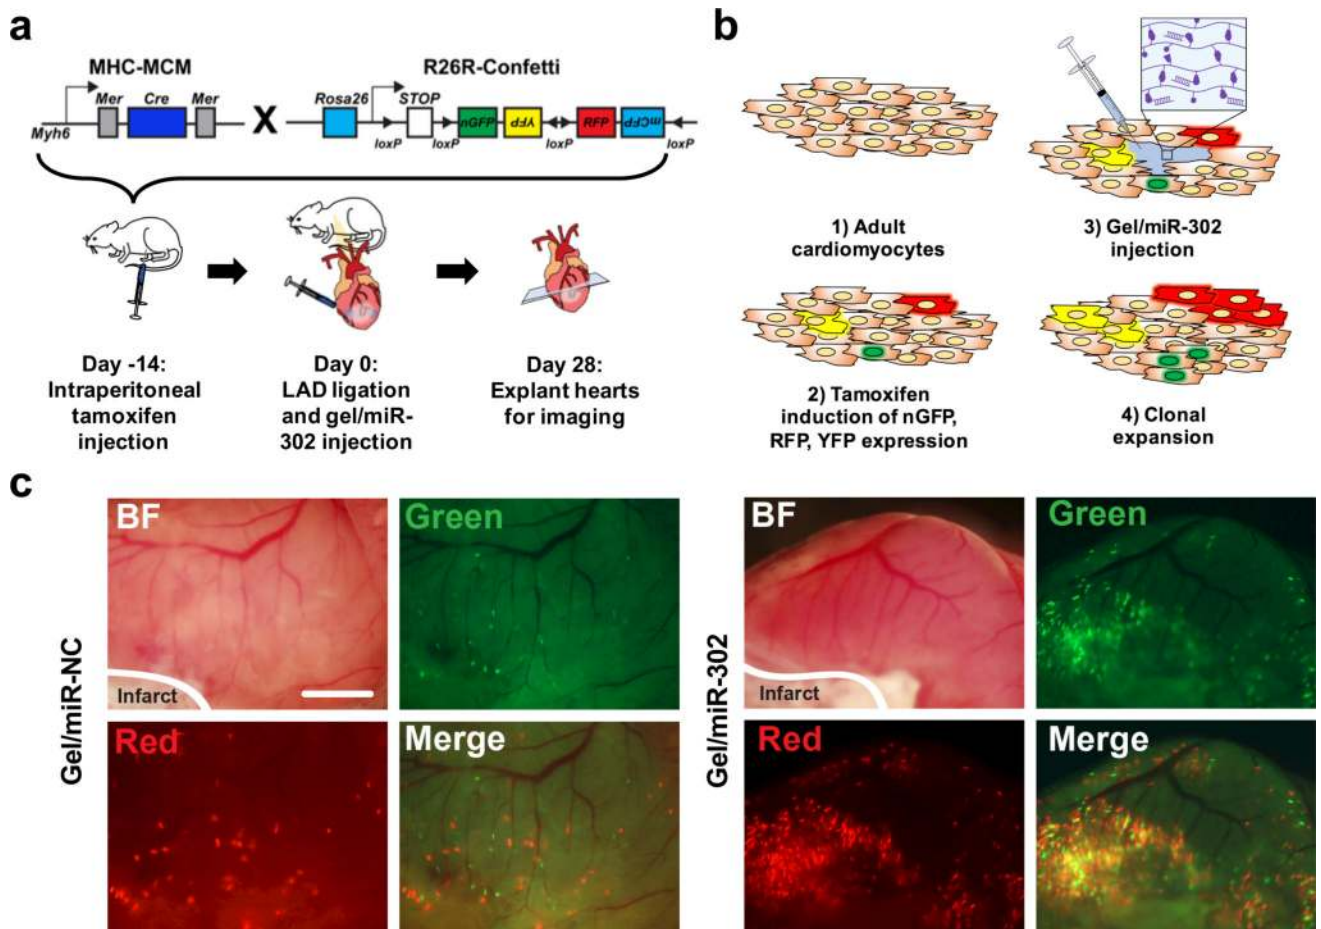 a
MHC-MCM
Mer Cre Mer
Myh6
X
R26R-Confetti
Rosa26 STOP
nGFP YFP RFP mCFP
loxP loxP loxP loxP
Day -14:
Intraperitoneal
tamoxifen
injection
Day 0:
LAD ligation
and gel/miR-
302 injection
Day 28:
Explant hearts
for imaging
b
1) Adult
cardiomyocytes
3) Gel/miR-302
injection
2) Tamoxifen
induction of nGFP,
RFP, YFP expression
4) Clonal
expansion
c
Gel/miR-NC
BF
Infarct
Green
Red
Merge
Gel/miR-302
BF
Infarct
Green
Red
Merge